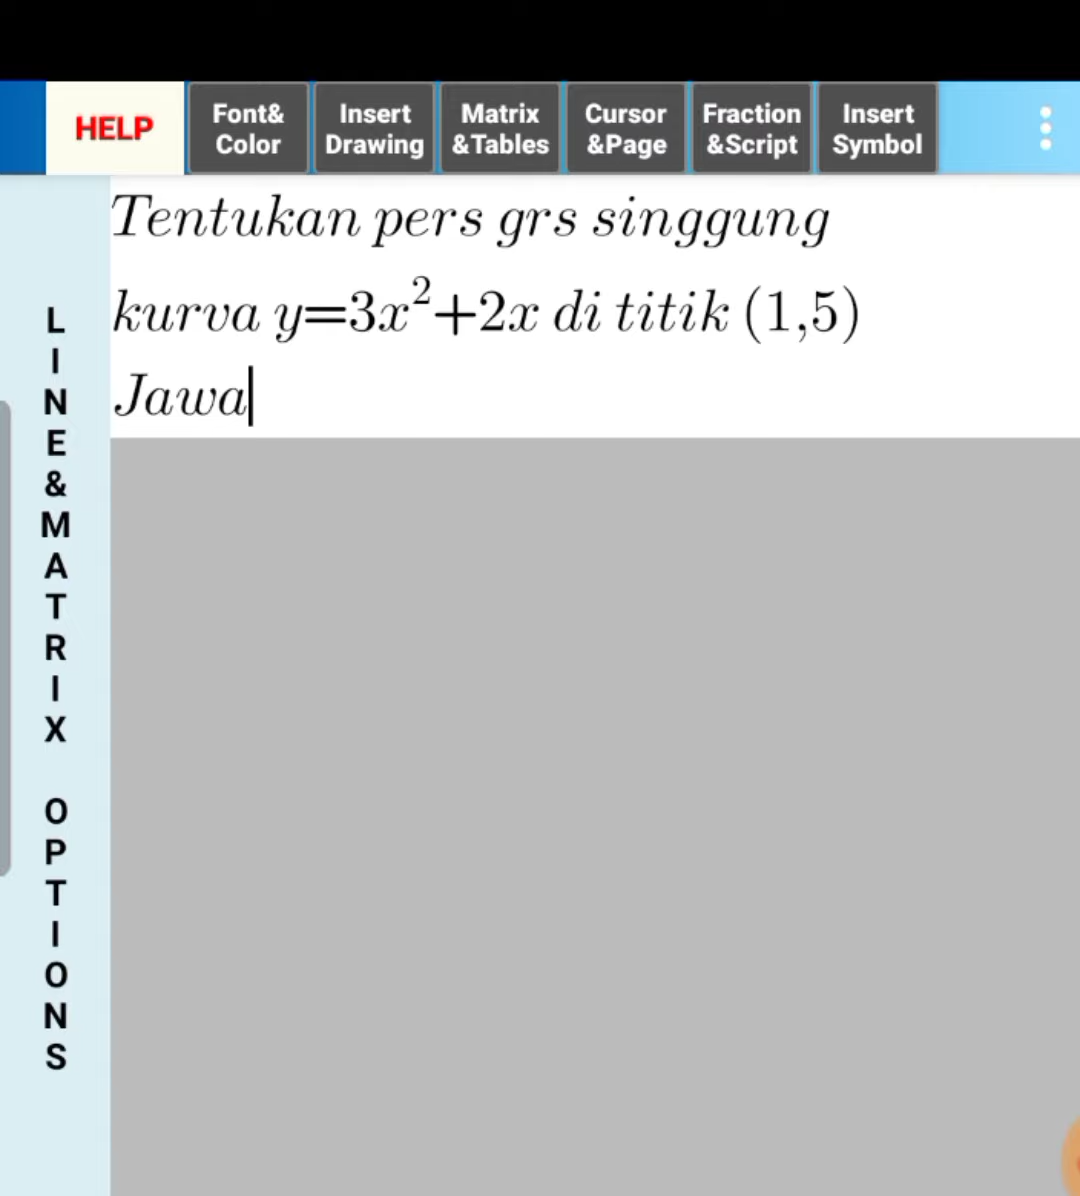 HELP
Font& Color
Insert Drawing
Matrix &Tables
Cursor &Page
Fraction &Script
Insert Symbol
LINE&MATRIX OPTIONS
Tentukan pers grs singgung
kurva y=3x²+2x di titik (1,5)
Jawa